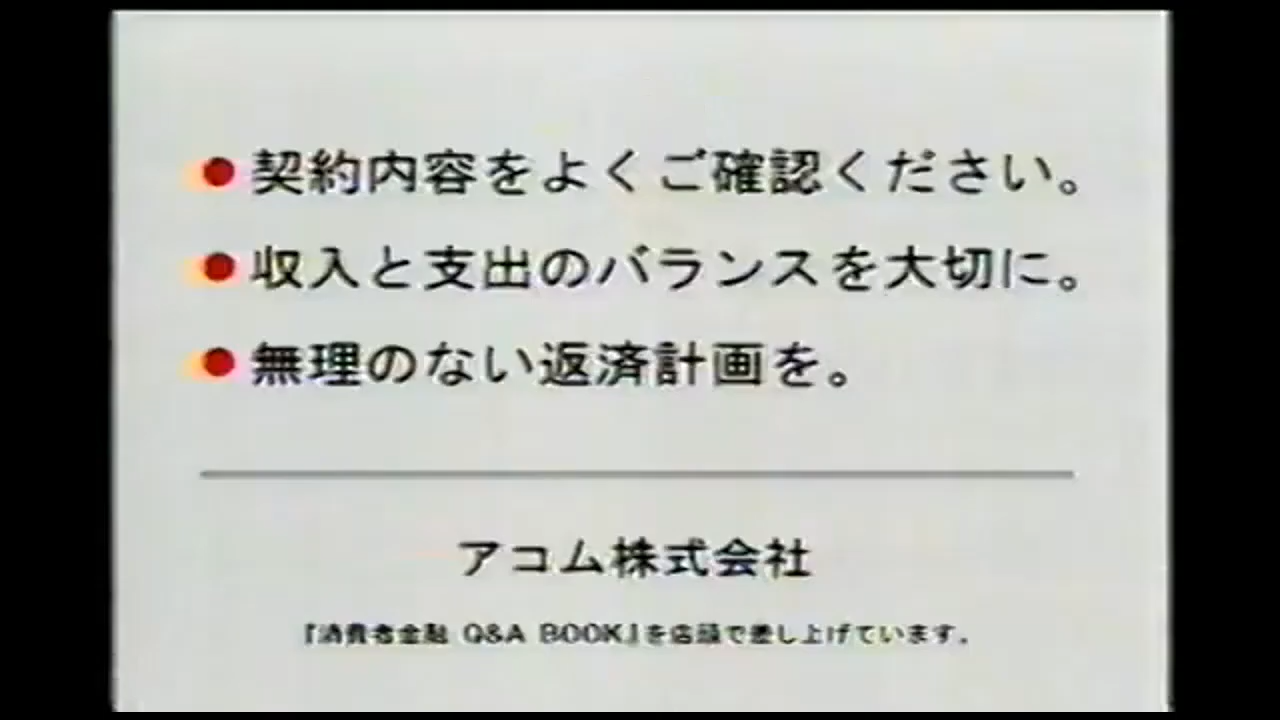 ●契約内容をよくご確認ください。
●収入と支出のバランスを大切に。
●無理のない返済計画を。
アコム株式会社
『消費者金融 Q&A BOOK』を店頭で差し上げています。